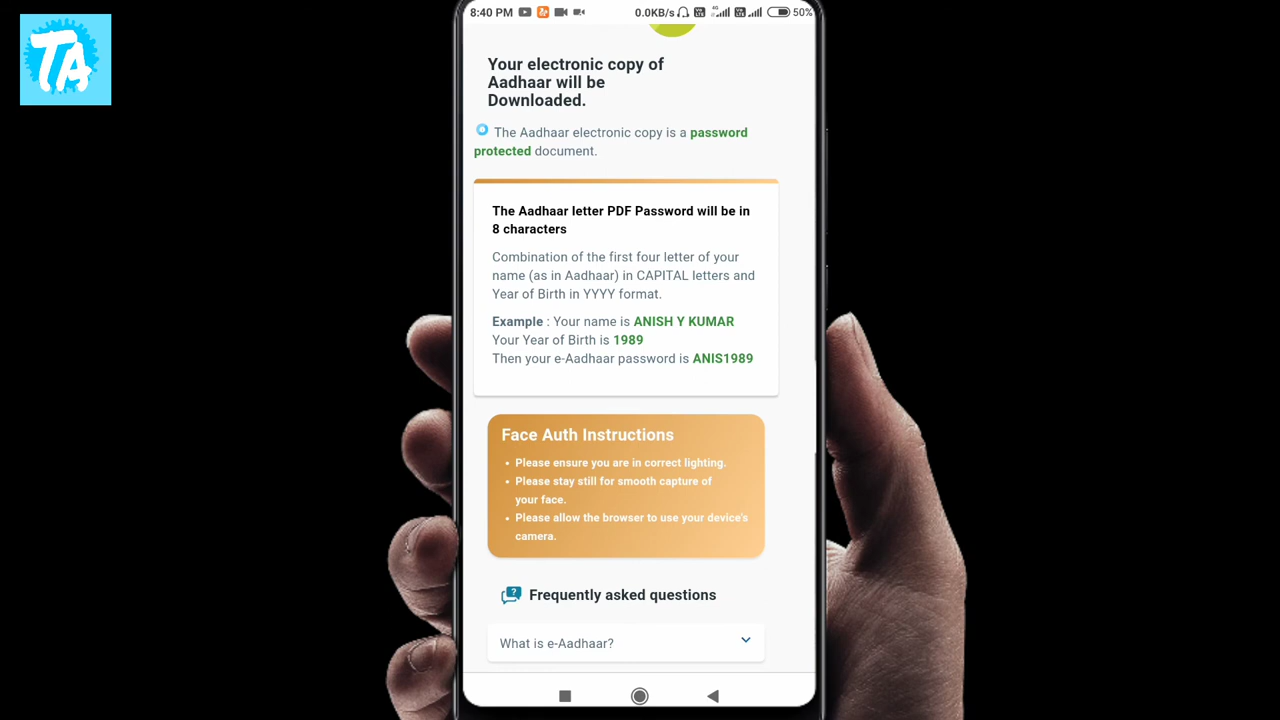 TA
8:40 PM 0.0KB/s 4G 50%
Your electronic copy of
Aadhaar will be
Downloaded.
The Aadhaar electronic copy is a password
protected document.
The Aadhaar letter PDF Password will be in
8 characters
Combination of the first four letter of your
name (as in Aadhaar) in CAPITAL letters and
Year of Birth in YYYY format.
Example : Your name is ANISH Y KUMAR
Your Year of Birth is 1989
Then your e-Aadhaar password is ANIS1989
Face Auth Instructions
• Please ensure you are in correct lighting.
• Please stay still for smooth capture of
your face.
• Please allow the browser to use your device's
camera.
Frequently asked questions
What is e-Aadhaar?